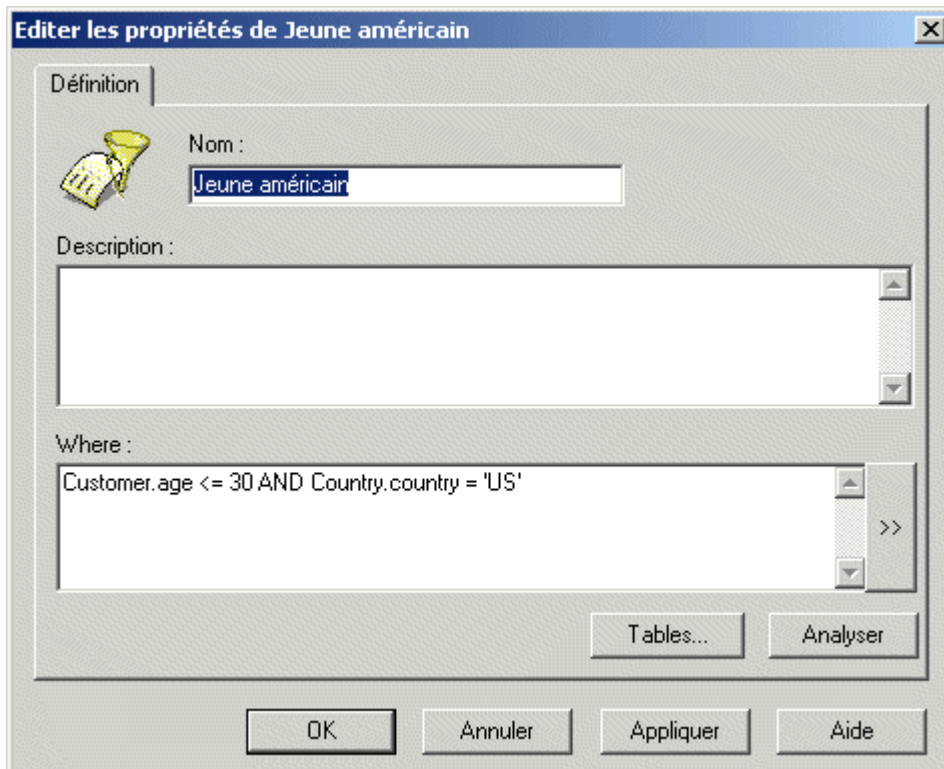 Editer les propriétés de Jeune américain
Définition
Nom :
Jeune américain
Description :
Where :
Customer.age <= 30 AND Country.country = 'US'
>>
Tables... Analyser
OK Annuler Appliquer Aide